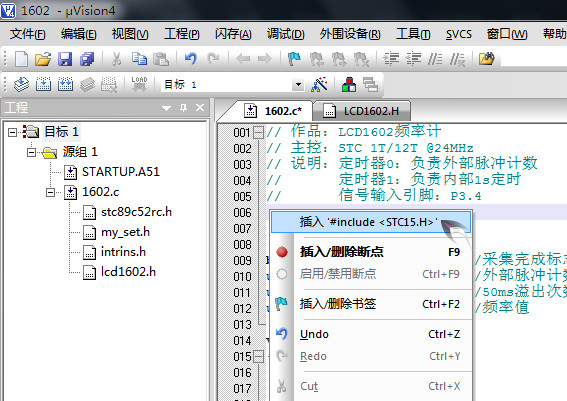 1602 - µVision4
文件(F) 编辑(E) 视图(V) 工程(P) 闪存(A) 调试(D) 外围设备(R) 工具(T) SVCS 窗口(W) 帮助
LOAD 目标 1
工程
目标 1
源组 1
STARTUP.A51
1602.c
stc89c52rc.h
my_set.h
intrins.h
lcd1602.h
1602.c* LCD1602.H
001 // 作品：LCD1602频率计
002 // 主控：STC 1T/12T @24MHz
003 // 说明：定时器0：负责外部脉冲计数
004 // 定时器1：负责内部1s定时
005 // 信号输入引脚：P3.4
006
007 插入 '#include <STC15.H>'
008
009 /采集完成标志
010 /外部脉冲计数
011 /50ms溢出次数
012 /频率值
013
014
015
插入/删除断点 F9
启用/禁用断点 Ctrl+F9
插入/删除书签 Ctrl+F2
Undo Ctrl+Z
Redo Ctrl+Y
Cut Ctrl+X